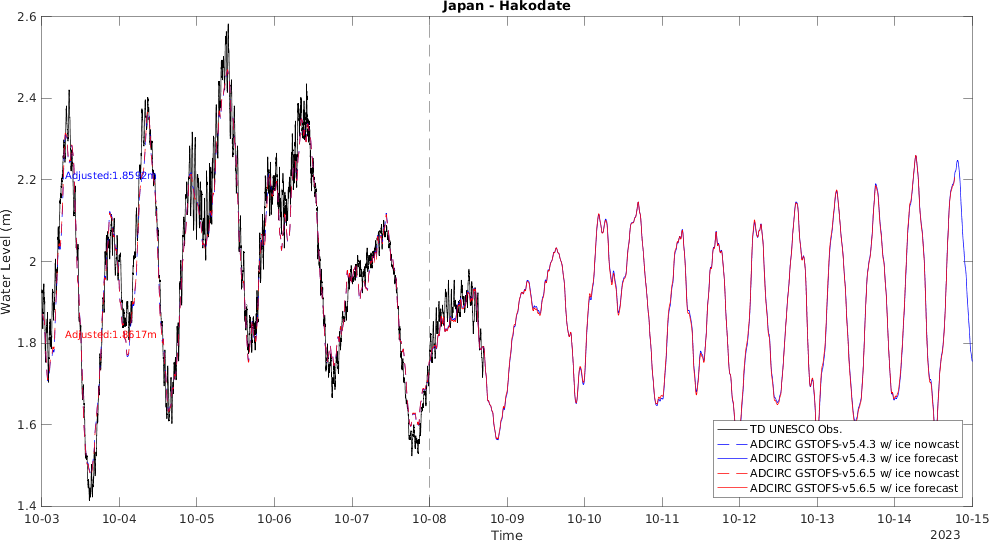 Japan - Hakodate
2.6
2.4
2.2
2
1.8
1.6
1.4
Water Level (m)
Adjusted:1.8592m
Adjusted:1.8617m
TD UNESCO Obs.
ADCIRC GSTOFS-v5.4.3 w/ ice nowcast
ADCIRC GSTOFS-v5.4.3 w/ ice forecast
ADCIRC GSTOFS-v5.6.5 w/ ice nowcast
ADCIRC GSTOFS-v5.6.5 w/ ice forecast
10-03 10-04 10-05 10-06 10-07 10-08 10-09 10-10 10-11 10-12 10-13 10-14 10-15
Time
2023